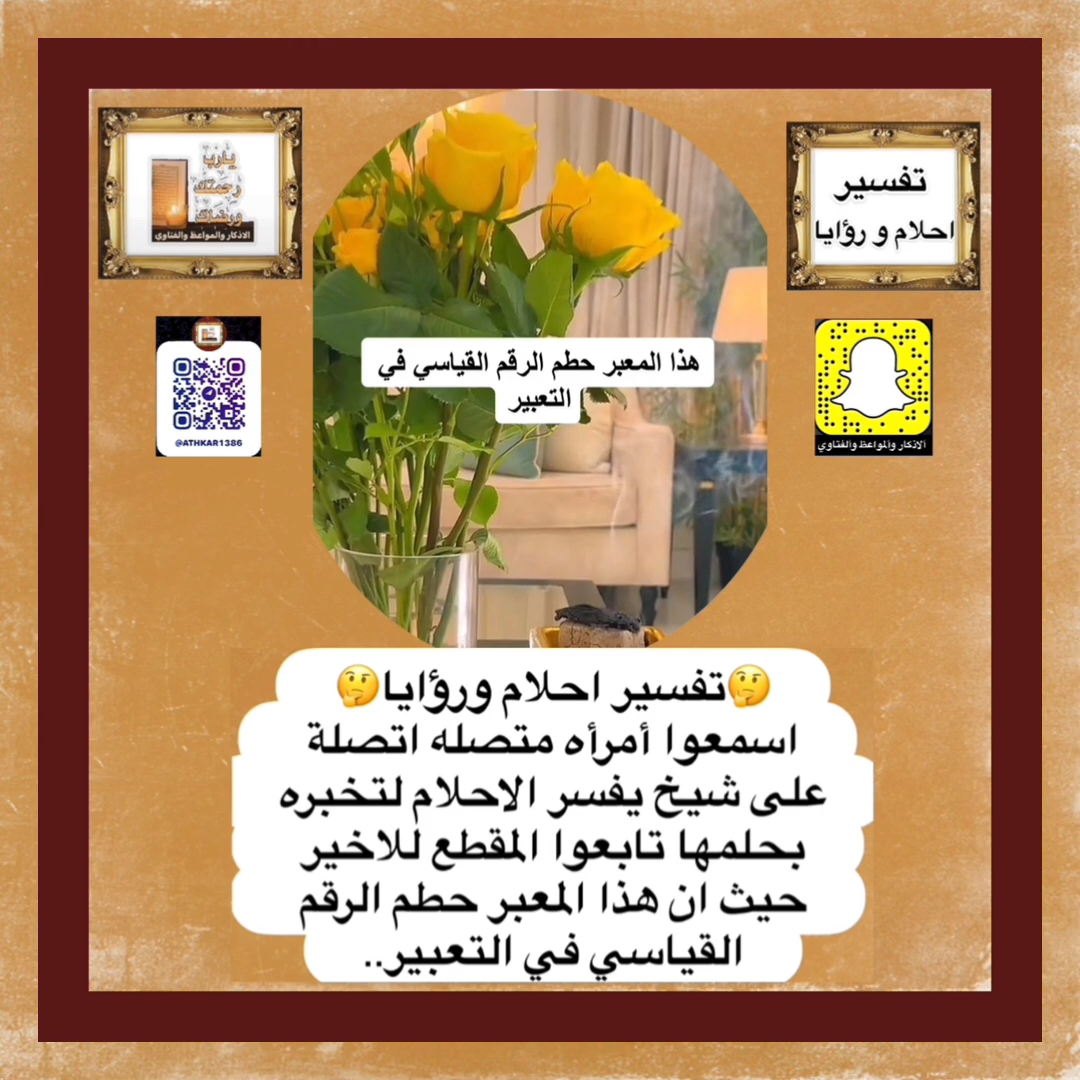 يارب
رحمتك
ورضاك
الاذكار والمواعظ والفتاوي
تفسير
احلام و رؤايا
@ATHKAR1386
الاذكار والمواعظ والفتاوي
هذا المعبر حطم الرقم القياسي في
التعبير
🤔تفسير احلام ورؤايا🤔
اسمعوا أمرأه متصله اتصلة
على شيخ يفسر الاحلام لتخبره
بحلمها تابعوا المقطع للاخير
حيث ان هذا المعبر حطم الرقم
القياسي في التعبير..